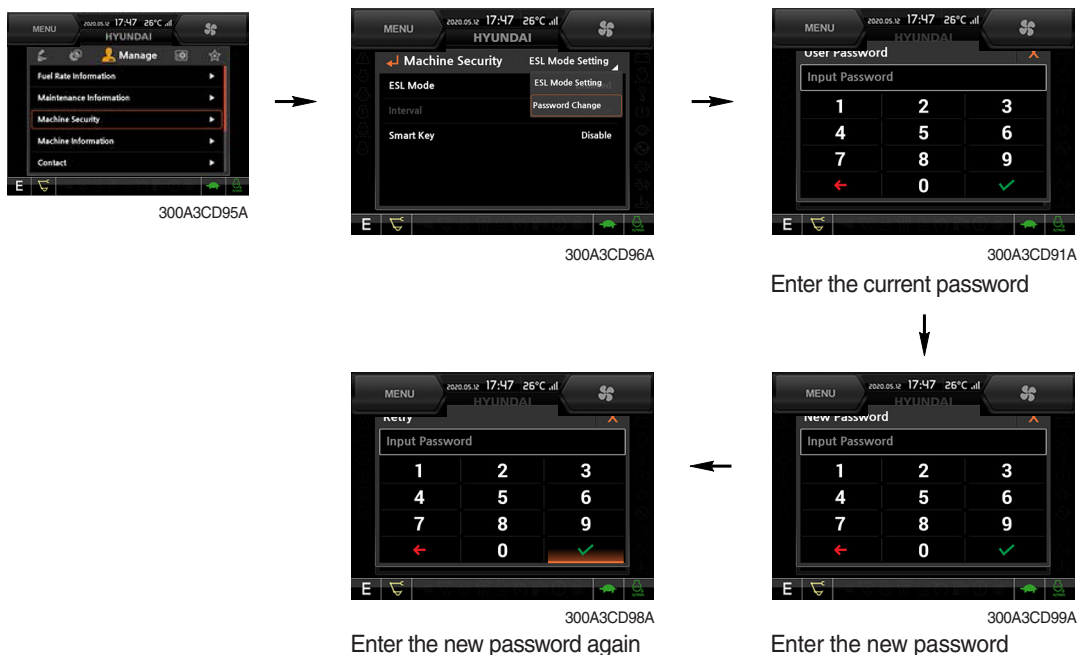 MENU
2020.05.12 17:47 26°C
HYUNDAI
Manage
Fuel Rate Information
Maintenance Information
Machine Security
Machine Information
Contact
E
300A3CD95A
MENU
2020.05.12 17:47 26°C
HYUNDAI
Machine Security ESL Mode Setting
ESL Mode
ESL Mode Setting
Interval
Password Change
Smart Key Disable
E
300A3CD96A
MENU
2020.05.12 17:47 26°C
HYUNDAI
User Password X
Input Password
1 2 3
4 5 6
7 8 9
0
E
300A3CD91A
Enter the current password
MENU
2020.05.12 17:47 26°C
HYUNDAI
Retry X
Input Password
1 2 3
4 5 6
7 8 9
0
E
300A3CD98A
Enter the new password again
MENU
2020.05.12 17:47 26°C
HYUNDAI
New Password X
Input Password
1 2 3
4 5 6
7 8 9
0
E
300A3CD99A
Enter the new password